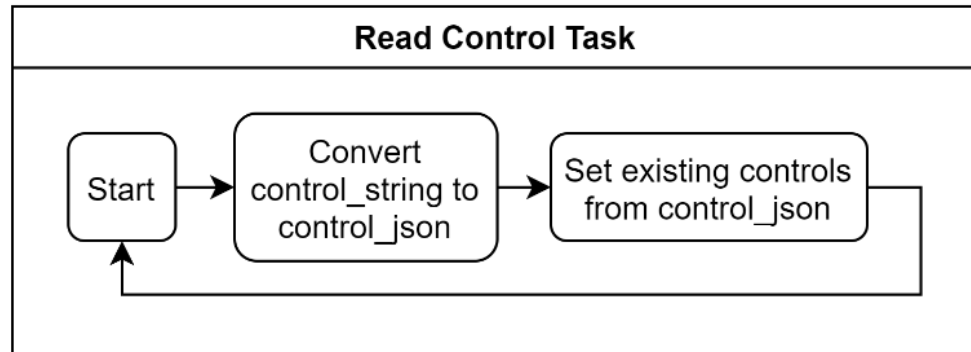 Read Control Task
Start
Convert
control_string to
control_json
Set existing controls
from control_json